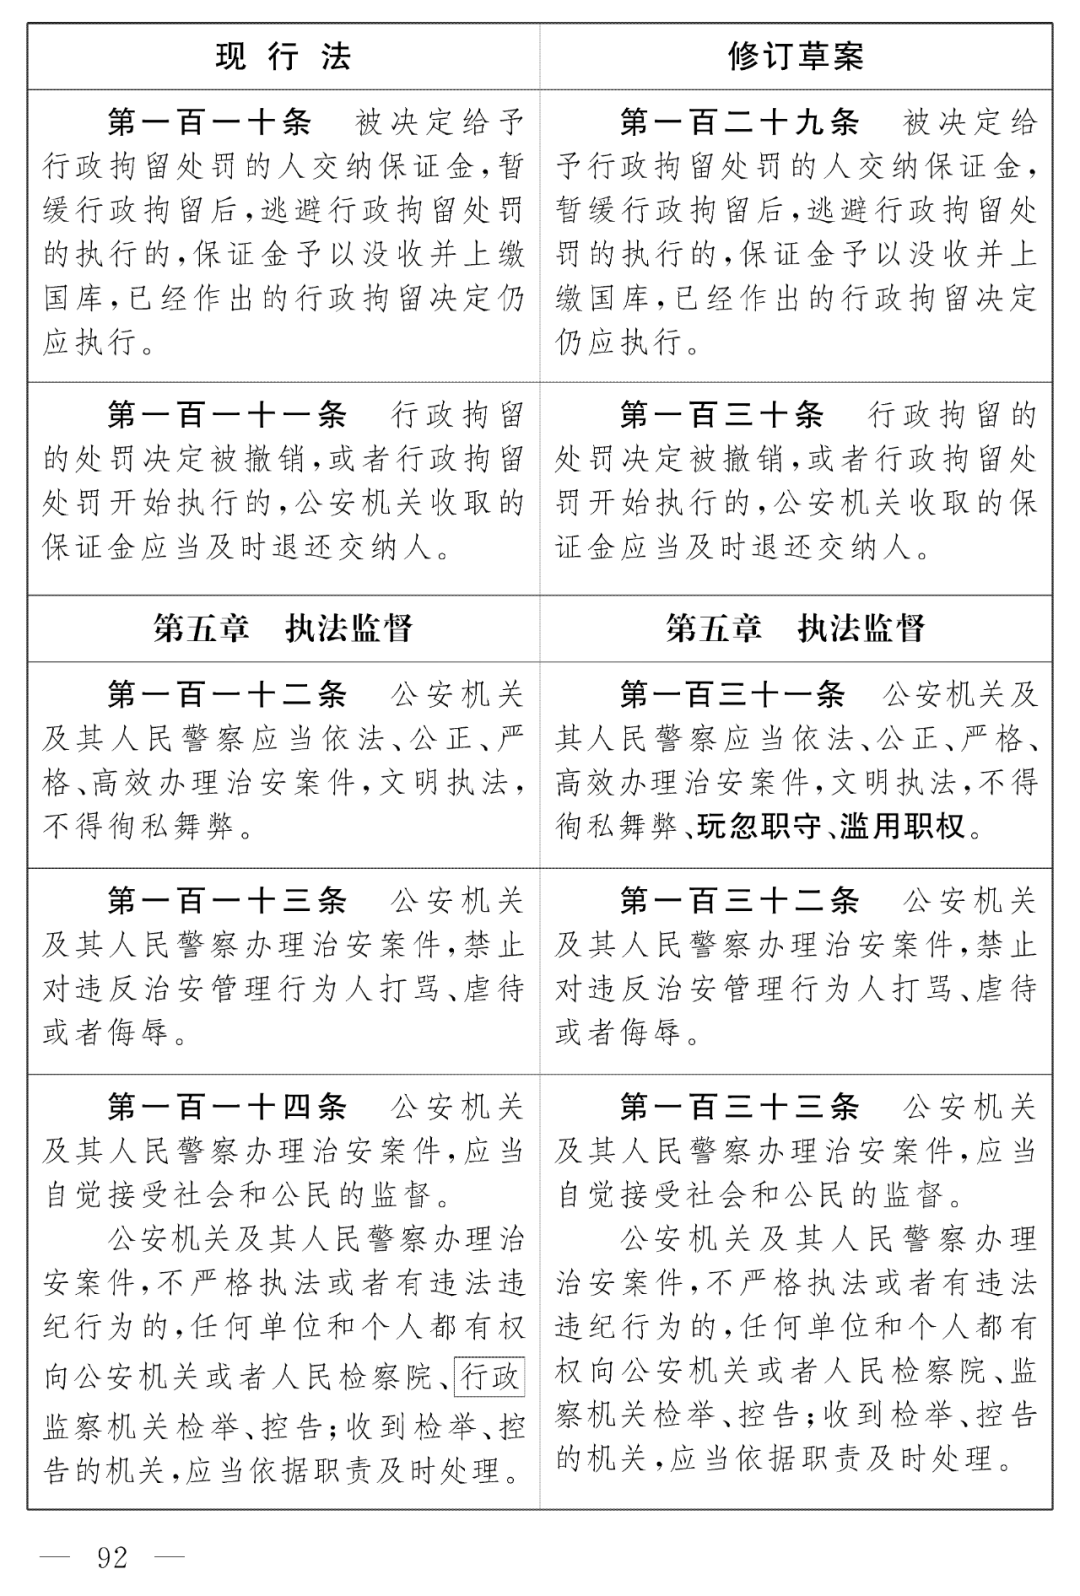 现行法
修订草案
第一百一十条　被决定给予
行政拘留处罚的人交纳保证金，暂
缓行政拘留后，逃避行政拘留处罚
的执行的，保证金予以没收并上缴
国库，已经作出的行政拘留决定仍
应执行。
第一百二十九条　被决定给
予行政拘留处罚的人交纳保证金，
暂缓行政拘留后，逃避行政拘留处
罚的执行的，保证金予以没收并上
缴国库，已经作出的行政拘留决定
仍应执行。
第一百一十一条　行政拘留
的处罚决定被撤销，或者行政拘留
处罚开始执行的，公安机关收取的
保证金应当及时退还交纳人。
第一百三十条　行政拘留的
处罚决定被撤销，或者行政拘留处
罚开始执行的，公安机关收取的保
证金应当及时退还交纳人。
第五章　执法监督
第五章　执法监督
第一百一十二条　公安机关
及其人民警察应当依法、公正、严
格、高效办理治安案件，文明执法，
不得徇私舞弊。
第一百三十一条　公安机关及
其人民警察应当依法、公正、严格、
高效办理治安案件，文明执法，不得
徇私舞弊、玩忽职守、滥用职权。
第一百一十三条　公安机关
及其人民警察办理治安案件，禁止
对违反治安管理行为人打骂、虐待
或者侮辱。
第一百三十二条　公安机关
及其人民警察办理治安案件，禁止
对违反治安管理行为人打骂、虐待
或者侮辱。
第一百一十四条　公安机关
及其人民警察办理治安案件，应当
自觉接受社会和公民的监督。
公安机关及其人民警察办理治
安案件，不严格执法或者有违法违
纪行为的，任何单位和个人都有权
向公安机关或者人民检察院、行政
监察机关检举、控告；收到检举、控
告的机关，应当依据职责及时处理。
第一百三十三条　公安机关
及其人民警察办理治安案件，应当
自觉接受社会和公民的监督。
公安机关及其人民警察办理
治安案件，不严格执法或者有违法
违纪行为的，任何单位和个人都有
权向公安机关或者人民检察院、监
察机关检举、控告；收到检举、控告
的机关，应当依据职责及时处理。
— 92 —